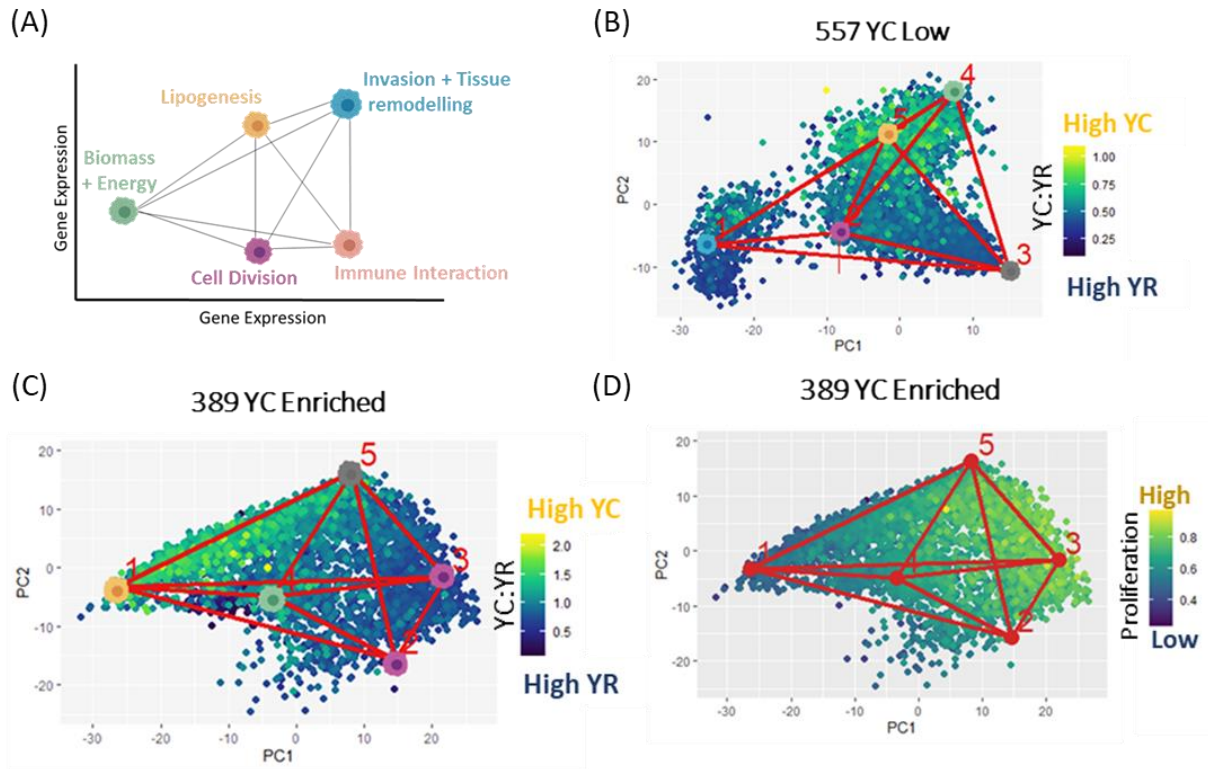 (A)
Gene Expression
Lipogenesis
Invasion + Tissue
remodelling
Biomass
+ Energy
Cell Division
Immune Interaction
Gene Expression
(B)
557 YC Low
20
10
0
-10
PC2
-30
-20
-10
0
10
PC1
1
3
4
5
YC:YR
High YC
1.00
0.75
0.50
0.25
High YR
(C)
389 YC Enriched
20
10
0
-10
-20
PC2
-30
-20
-10
0
10
20
PC1
1
2
3
4
5
YC:YR
High YC
2.0
1.5
1.0
0.5
High YR
(D)
389 YC Enriched
20
10
0
-10
-20
PC2
-30
-20
-10
0
10
20
PC1
1
2
3
4
5
Proliferation
High
0.8
0.6
0.4
Low